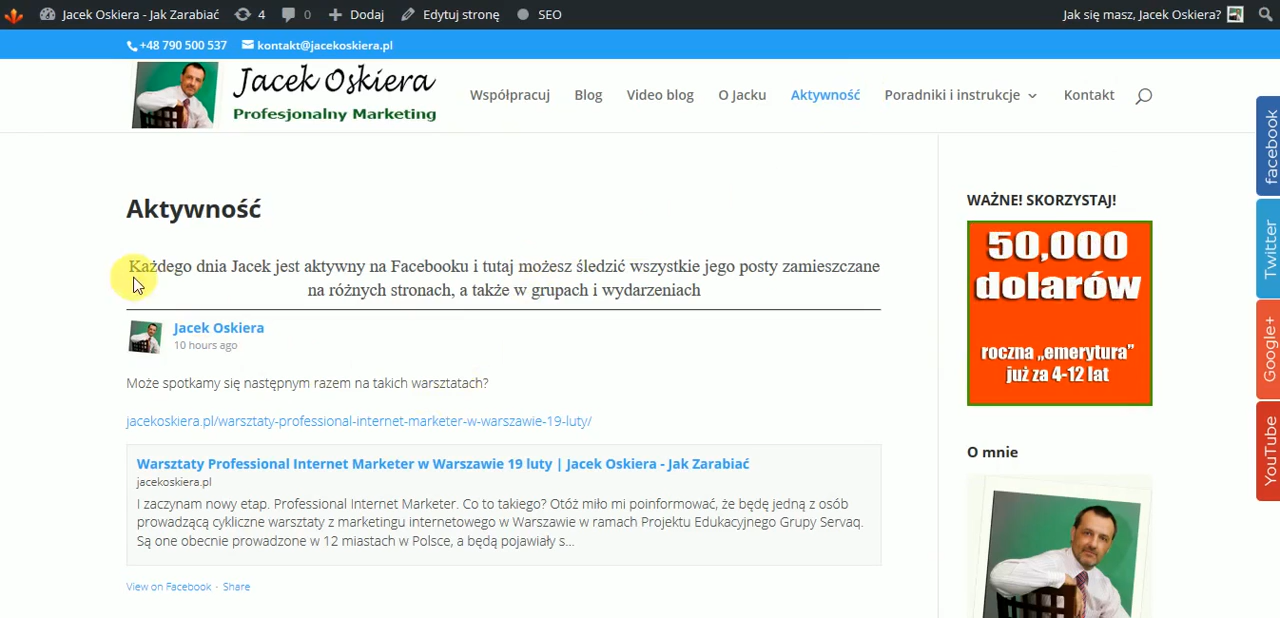 Jacek Oskiera - Jak Zarabiać 4 0 Dodaj Edytuj stronę SEO Jak się masz, Jacek Oskiera?
+48 790 500 537 kontakt@jacekoskiera.pl
Jacek Oskiera
Profesjonalny Marketing
Współpracuj Blog Video blog O Jacku Aktywność Poradniki i instrukcje Kontakt
facebook
Twitter
Google+
YouTube
Aktywność
Każdego dnia Jacek jest aktywny na Facebooku i tutaj możesz śledzić wszystkie jego posty zamieszczane
na różnych stronach, a także w grupach i wydarzeniach
Jacek Oskiera
10 hours ago
Może spotkamy się następnym razem na takich warsztatach?
jacekoskiera.pl/warsztaty-professional-internet-marketer-w-warszawie-19-luty/
Warsztaty Professional Internet Marketer w Warszawie 19 luty | Jacek Oskiera - Jak Zarabiać
jacekoskiera.pl
I zaczynam nowy etap. Professional Internet Marketer. Co to takiego? Otóż miło mi poinformować, że będę jedną z osób
prowadzącą cykliczne warsztaty z marketingu internetowego w Warszawie w ramach Projektu Edukacyjnego Grupy Servaq.
Są one obecnie prowadzone w 12 miastach w Polsce, a będą pojawiały s...
View on Facebook · Share
WAŻNE! SKORZYSTAJ!
50,000
dolarów
roczna „emerytura”
już za 4-12 lat
O mnie